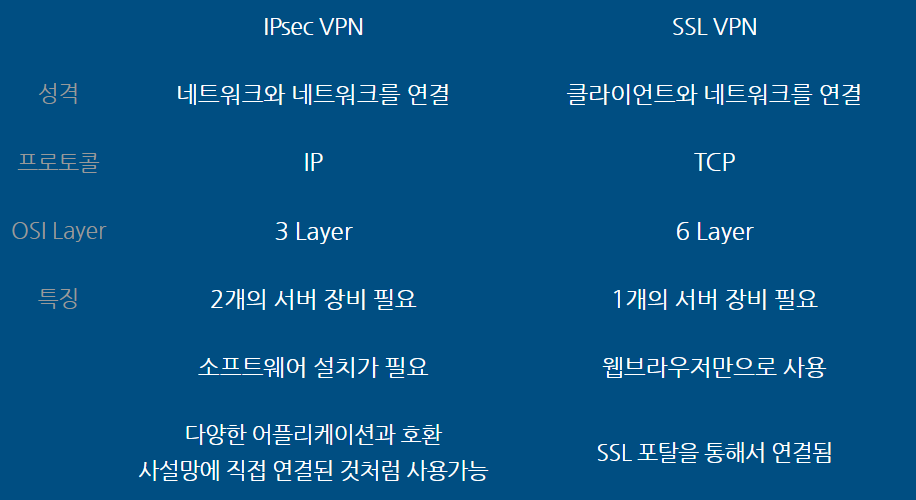 IPsec VPN SSL VPN
성격 네트워크와 네트워크를 연결 클라이언트와 네트워크를 연결
프로토콜 IP TCP
OSI Layer 3 Layer 6 Layer
특징 2개의 서버 장비 필요 1개의 서버 장비 필요
소프트웨어 설치가 필요 웹브라우저만으로 사용
다양한 어플리케이션과 호환
사설망에 직접 연결된 것처럼 사용가능
SSL 포탈을 통해서 연결됨